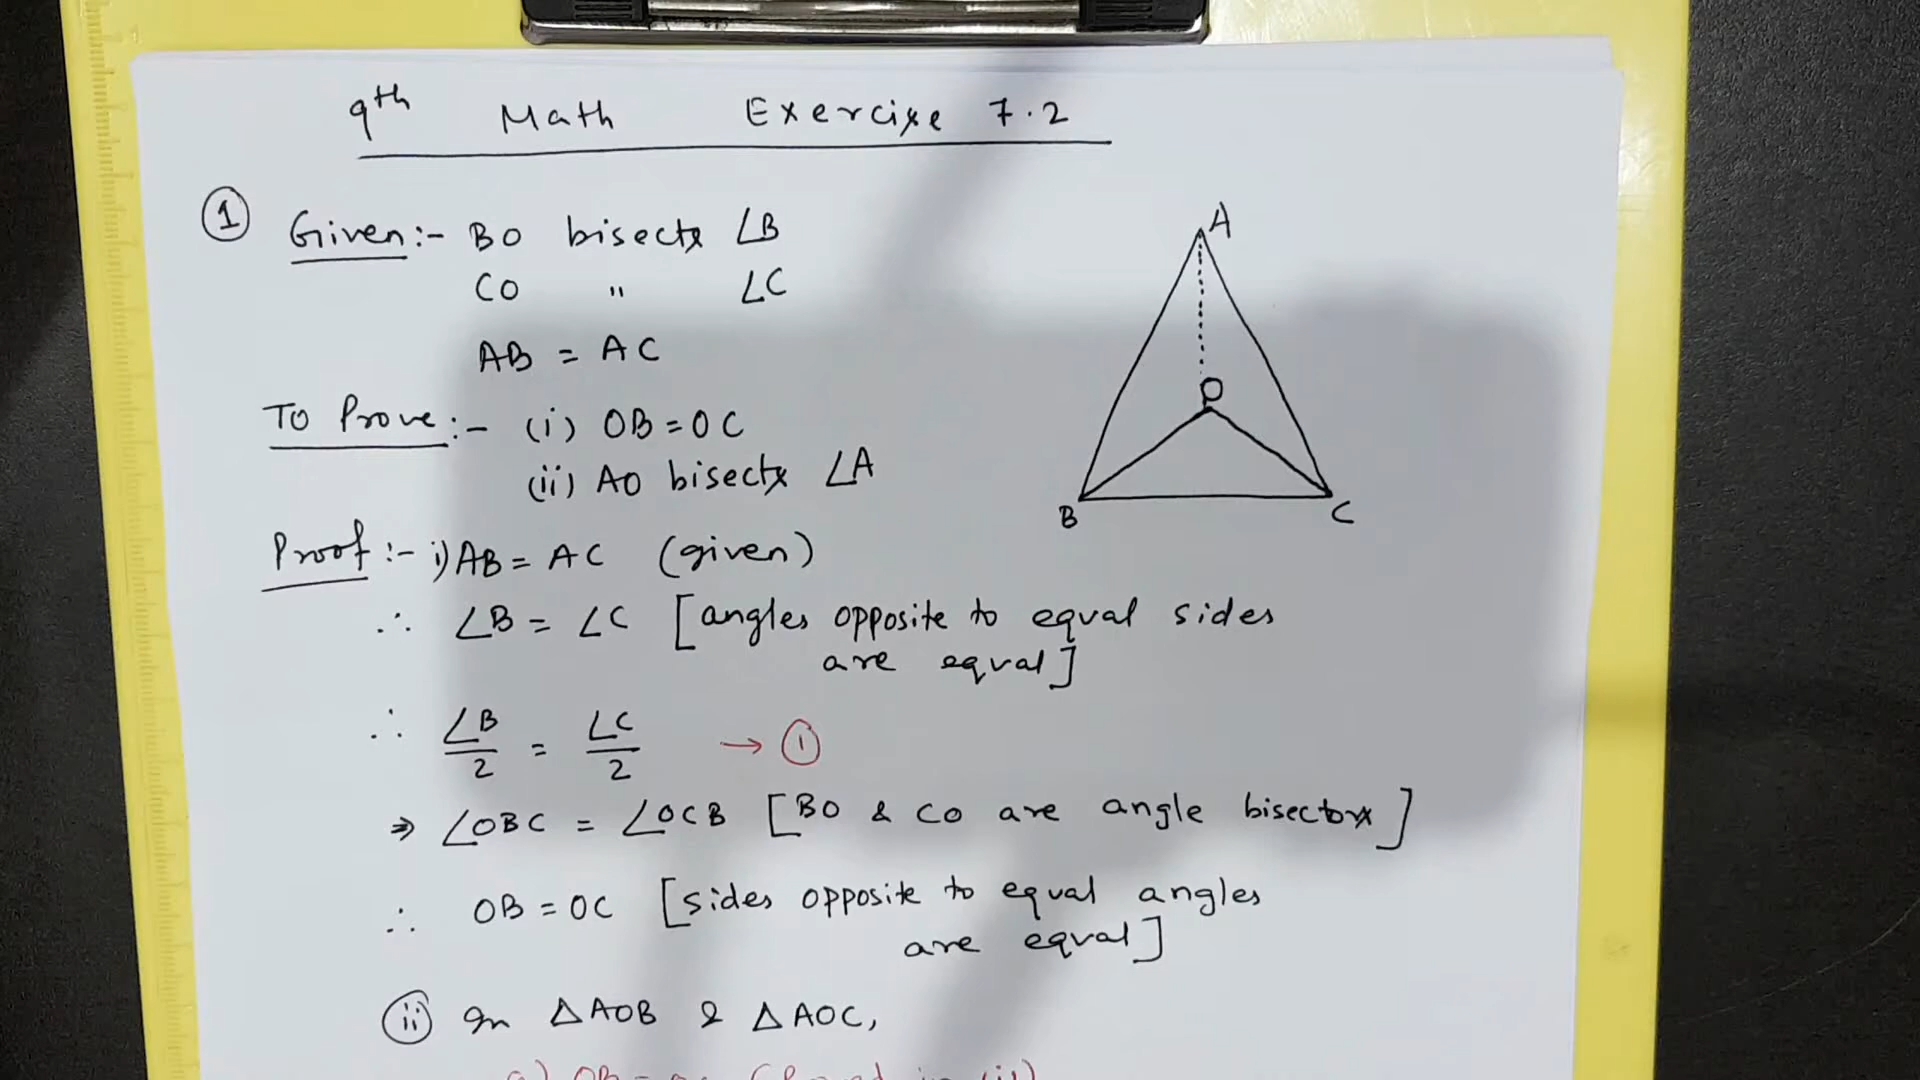 9th Math Exercise 7.2
① Given:- BO bisects ∠B
CO " ∠C
AB = AC
To Prove:- (i) OB = OC
(ii) AO bisects ∠A
A
O
B
C
Proof:- i) AB = AC (given)
∴ ∠B = ∠C [angles opposite to equal sides
are equal]
∴ ∠B/2 = ∠C/2 → ①
⇒ ∠OBC = ∠OCB [BO & CO are angle bisectors]
∴ OB = OC [sides opposite to equal angles
are equal]
(ii) In △AOB & △AOC,